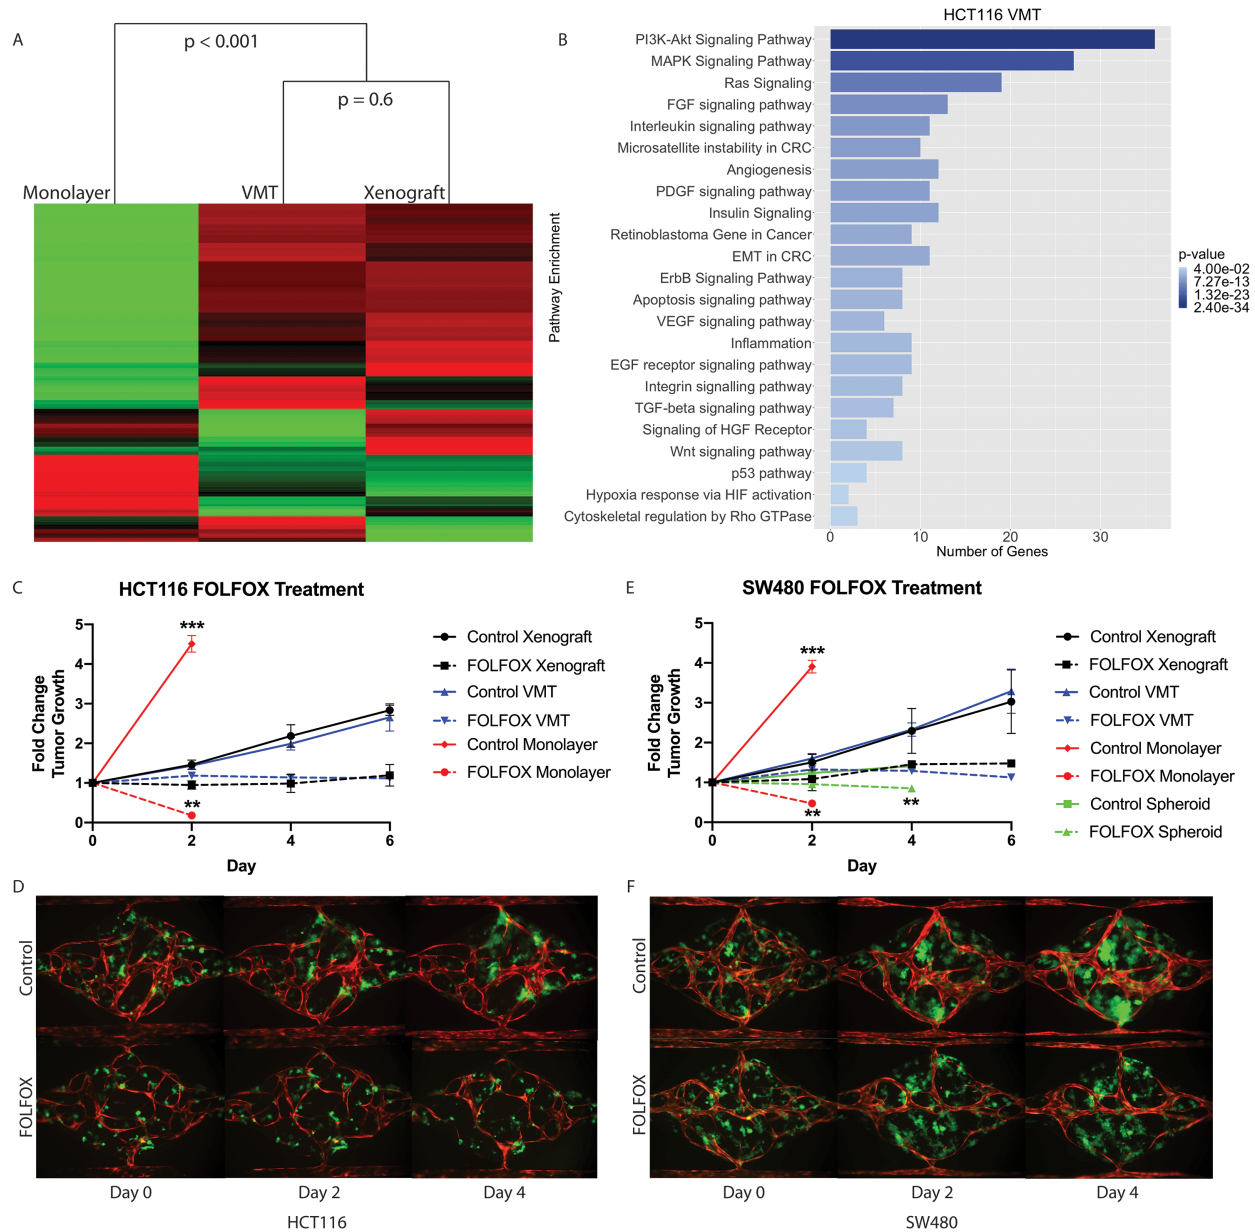 A
p < 0.001
p = 0.6
Monolayer
VMT
Xenograft
Pathway Enrichment
B
HCT116 VMT
PI3K-Akt Signaling Pathway
MAPK Signaling Pathway
Ras Signaling
FGF signaling pathway
Interleukin signaling pathway
Microsatellite instability in CRC
Angiogenesis
PDGF signaling pathway
Insulin Signaling
Retinoblastoma Gene in Cancer
EMT in CRC
ErbB Signaling Pathway
Apoptosis signaling pathway
VEGF signaling pathway
Inflammation
EGF receptor signaling pathway
Integrin signalling pathway
TGF-beta signaling pathway
Signaling of HGF Receptor
Wnt signaling pathway
p53 pathway
Hypoxia response via HIF activation
Cytoskeletal regulation by Rho GTPase
0 10 20 30
Number of Genes
p-value
4.00e-02
7.27e-13
1.32e-23
2.40e-34
C
HCT116 FOLFOX Treatment
Fold Change
Tumor Growth
5
4
3
2
1
0
***
**
0 2 4 6
Day
Control Xenograft
FOLFOX Xenograft
Control VMT
FOLFOX VMT
Control Monolayer
FOLFOX Monolayer
E
SW480 FOLFOX Treatment
Fold Change
Tumor Growth
5
4
3
2
1
0
***
**
**
0 2 4 6
Day
Control Xenograft
FOLFOX Xenograft
Control VMT
FOLFOX VMT
Control Monolayer
FOLFOX Monolayer
Control Spheroid
FOLFOX Spheroid
D
Control
FOLFOX
Day 0 Day 2 Day 4
HCT116
F
Control
FOLFOX
Day 0 Day 2 Day 4
SW480